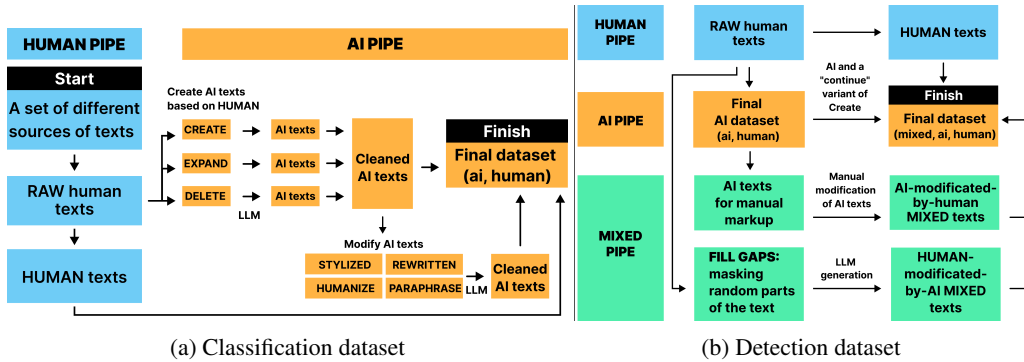 HUMAN PIPE
AI PIPE
Start
A set of different
sources of texts
RAW human
texts
HUMAN texts
Create AI texts
based on HUMAN
CREATE
AI texts
EXPAND
AI texts
DELETE
AI texts
LLM
Cleaned
AI texts
Finish
Final dataset
(ai, human)
Modify AI texts
STYLIZED
REWRITTEN
HUMANIZE
PARAPHRASE
LLM
Cleaned
AI texts
(a) Classification dataset
HUMAN
PIPE
RAW human
texts
HUMAN texts
AI and a
"continue"
variant of
Create
AI PIPE
Final
AI dataset
(ai, human)
Finish
Final dataset
(mixed, ai, human)
MIXED
PIPE
AI texts
for manual
markup
Manual
modification
of AI texts
AI-modificated-
by-human
MIXED texts
FILL GAPS:
masking
random parts
of the text
LLM
generation
HUMAN-
modificated-
by-AI MIXED
texts
(b) Detection dataset